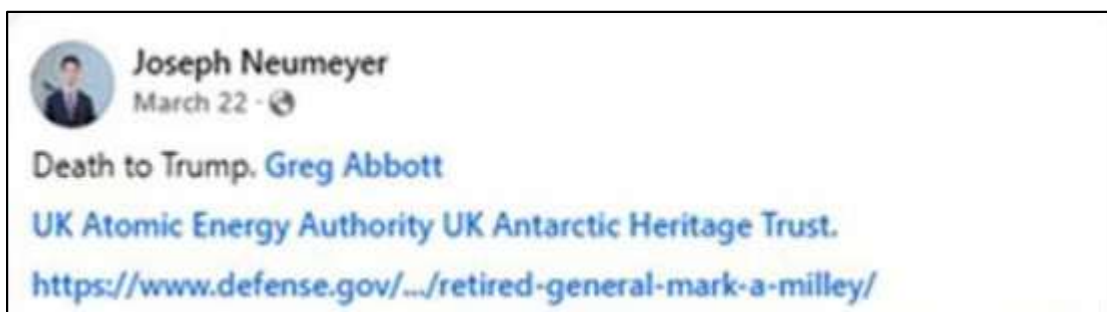 Joseph Neumeyer
March 22 ·
Death to Trump. Greg Abbott
UK Atomic Energy Authority UK Antarctic Heritage Trust.
https://www.defense.gov/.../retired-general-mark-a-milley/